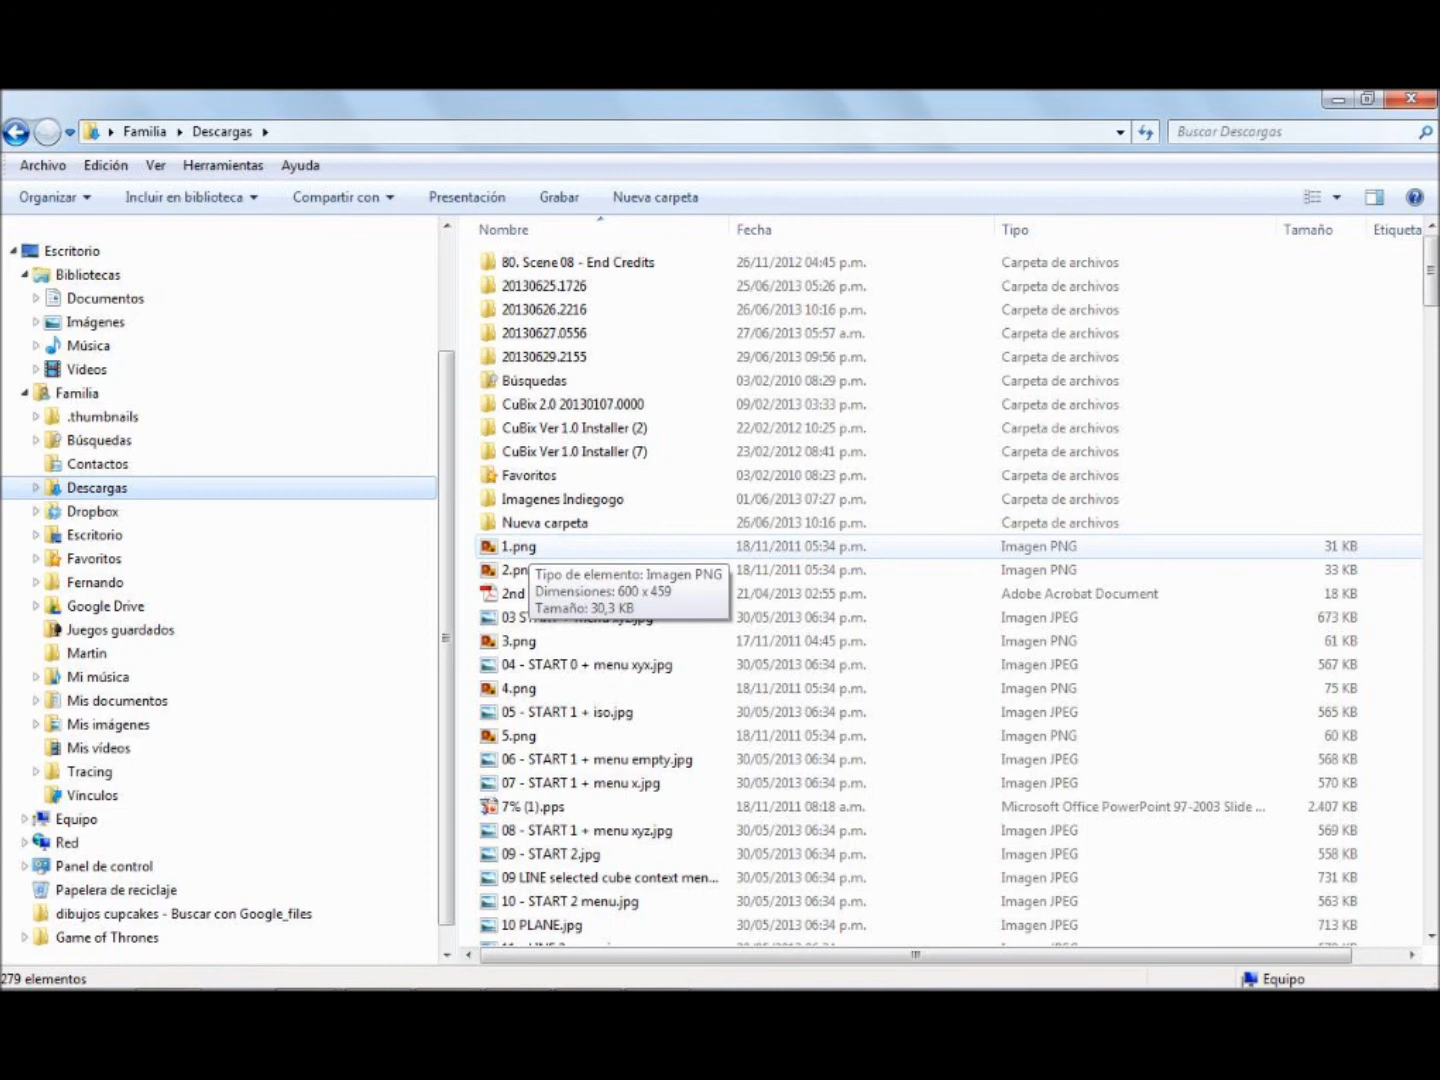 Familia Descargas Buscar Descargas
Archivo Edición Ver Herramientas Ayuda
Organizar Incluir en biblioteca Compartir con Presentación Grabar Nueva carpeta
Escritorio
Bibliotecas
Documentos
Imágenes
Música
Vídeos
Familia
.thumbnails
Búsquedas
Contactos
Descargas
Dropbox
Escritorio
Favoritos
Fernando
Google Drive
Juegos guardados
Martin
Mi música
Mis documentos
Mis imágenes
Mis vídeos
Tracing
Vínculos
Equipo
Red
Panel de control
Papelera de reciclaje
dibujos cupcakes - Buscar con Google_files
Game of Thrones
Nombre Fecha Tipo Tamaño Etiqueta
80. Scene 08 - End Credits 26/11/2012 04:45 p.m. Carpeta de archivos
20130625.1726 25/06/2013 05:26 p.m. Carpeta de archivos
20130626.2216 26/06/2013 10:16 p.m. Carpeta de archivos
20130627.0556 27/06/2013 05:57 a.m. Carpeta de archivos
20130629.2155 29/06/2013 09:56 p.m. Carpeta de archivos
Búsquedas 03/02/2010 08:29 p.m. Carpeta de archivos
CuBix 2.0 20130107.0000 09/02/2013 03:33 p.m. Carpeta de archivos
CuBix Ver 1.0 Installer (2) 22/02/2012 10:25 p.m. Carpeta de archivos
CuBix Ver 1.0 Installer (7) 23/02/2012 08:41 p.m. Carpeta de archivos
Favoritos 03/02/2010 08:23 p.m. Carpeta de archivos
Imagenes Indiegogo 01/06/2013 07:27 p.m. Carpeta de archivos
Nueva carpeta 26/06/2013 10:16 p.m. Carpeta de archivos
1.png 18/11/2011 05:34 p.m. Imagen PNG 31 KB
2.pn 18/11/2011 05:34 p.m. Imagen PNG 33 KB
Tipo de elemento: Imagen PNG
Dimensiones: 600 x 459
Tamaño: 30,3 KB
2nd 21/04/2013 02:55 p.m. Adobe Acrobat Document 18 KB
03 START + menu xyz.jpg 30/05/2013 06:34 p.m. Imagen JPEG 673 KB
3.png 17/11/2011 04:45 p.m. Imagen PNG 61 KB
04 - START 0 + menu xyx.jpg 30/05/2013 06:34 p.m. Imagen JPEG 567 KB
4.png 18/11/2011 05:34 p.m. Imagen PNG 75 KB
05 - START 1 + iso.jpg 30/05/2013 06:34 p.m. Imagen JPEG 565 KB
5.png 18/11/2011 05:34 p.m. Imagen PNG 60 KB
06 - START 1 + menu empty.jpg 30/05/2013 06:34 p.m. Imagen JPEG 568 KB
07 - START 1 + menu x.jpg 30/05/2013 06:34 p.m. Imagen JPEG 570 KB
7% (1).pps 18/11/2011 08:18 a.m. Microsoft Office PowerPoint 97-2003 Slide ... 2.407 KB
08 - START 1 + menu xyz.jpg 30/05/2013 06:34 p.m. Imagen JPEG 569 KB
09 - START 2.jpg 30/05/2013 06:34 p.m. Imagen JPEG 558 KB
09 LINE selected cube context men... 30/05/2013 06:34 p.m. Imagen JPEG 731 KB
10 - START 2 menu.jpg 30/05/2013 06:34 p.m. Imagen JPEG 563 KB
10 PLANE.jpg 30/05/2013 06:34 p.m. Imagen JPEG 713 KB
279 elementos Equipo